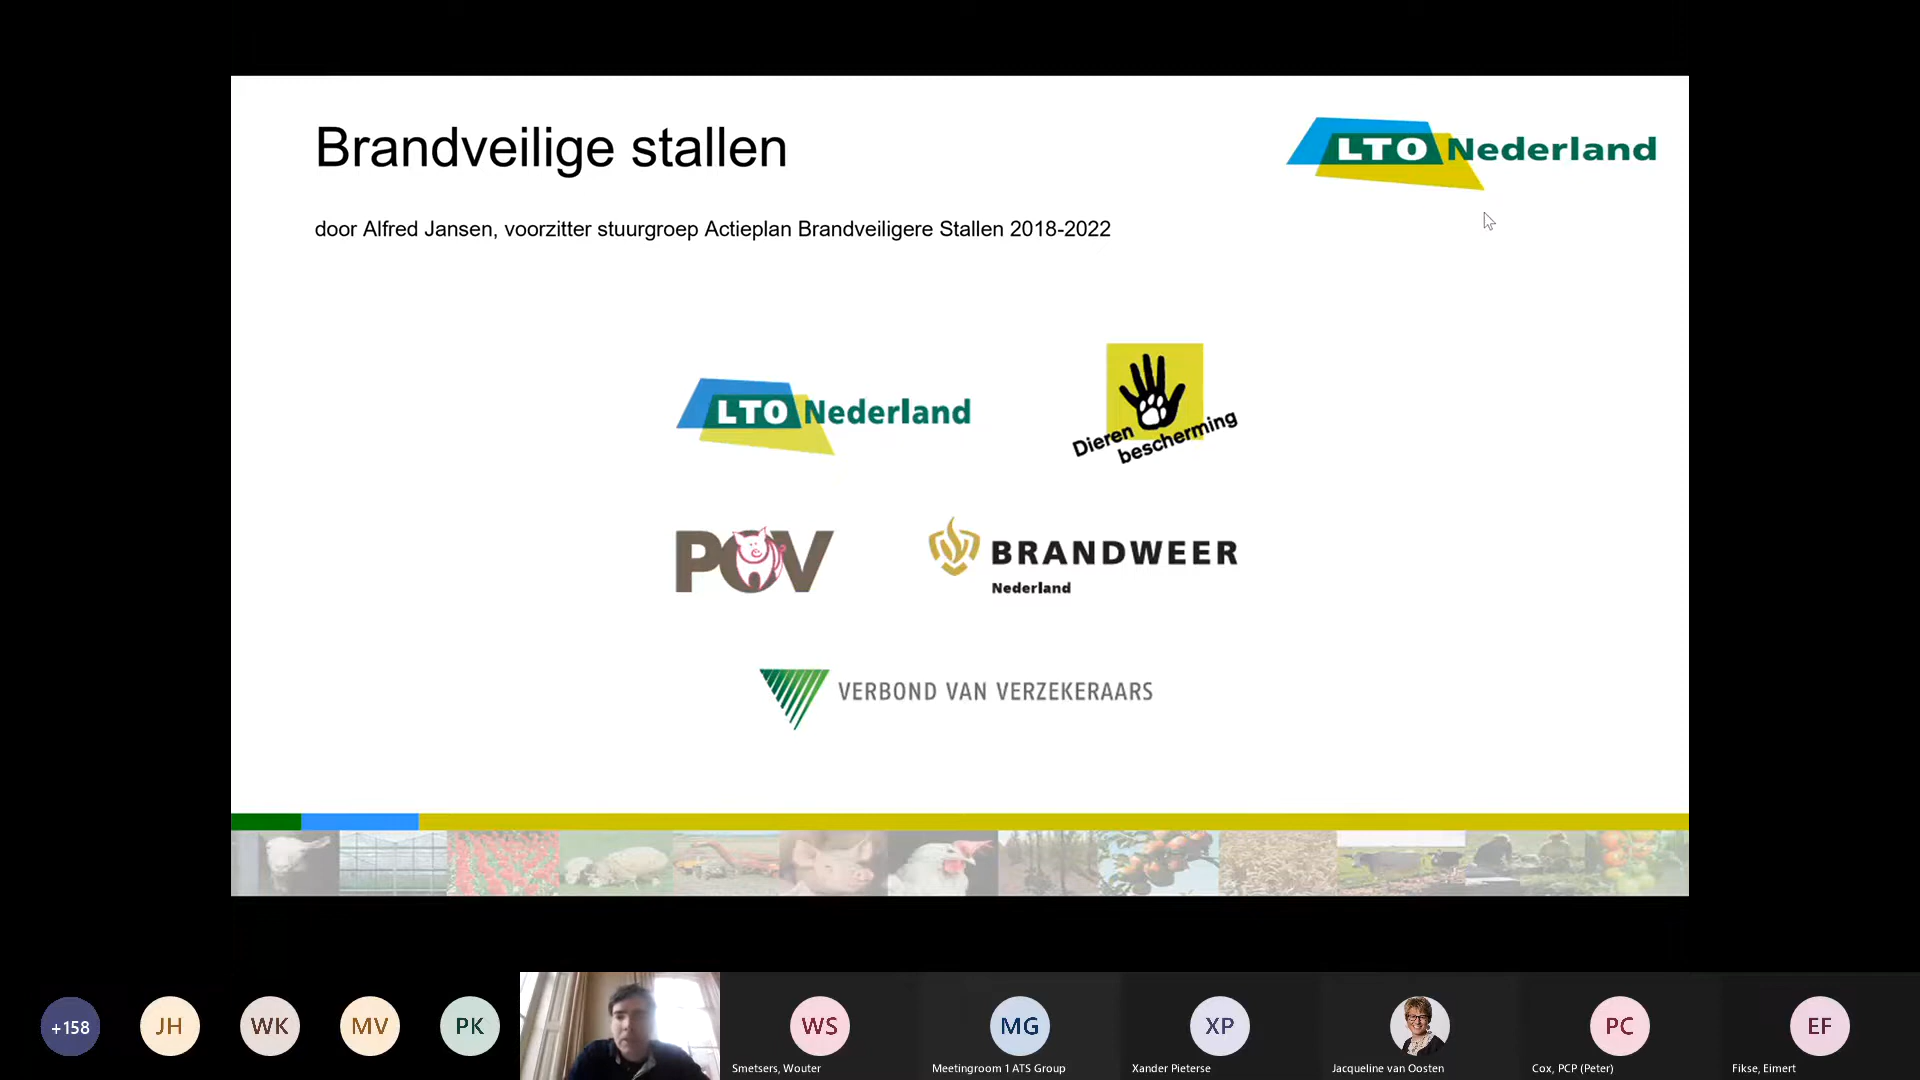 Brandveilige stallen
LTO Nederland
door Alfred Jansen, voorzitter stuurgroep Actieplan Brandveiligere Stallen 2018-2022
LTO Nederland
Dieren
bescherming
POV
BRANDWEER
Nederland
VERBOND VAN VERZEKERAARS
+158
JH
WK
MV
PK
WS
MG
XP
PC
EF
Smetsers, Wouter
Meetingroom 1 ATS Group
Xander Pieterse
Jacqueline van Oosten
Cox, PCP (Peter)
Fikse, Eimert